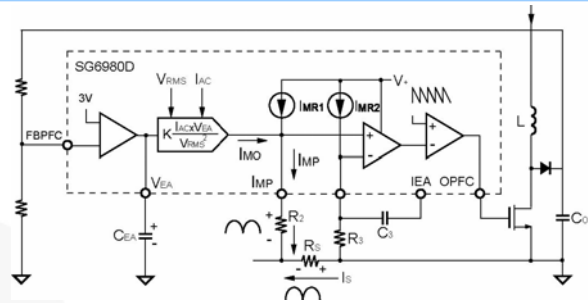 SG6980D
VRMS IAC
V+
3V
IMR1 IMR2
FBPFC
K IACxVEA
VRMS²
L
+
-
+
-
IMO
IMP
VEA
IMP
IEA OPFC
CEA
+
-
+
-
R2
R3
C3
CO
RS
- +
IS